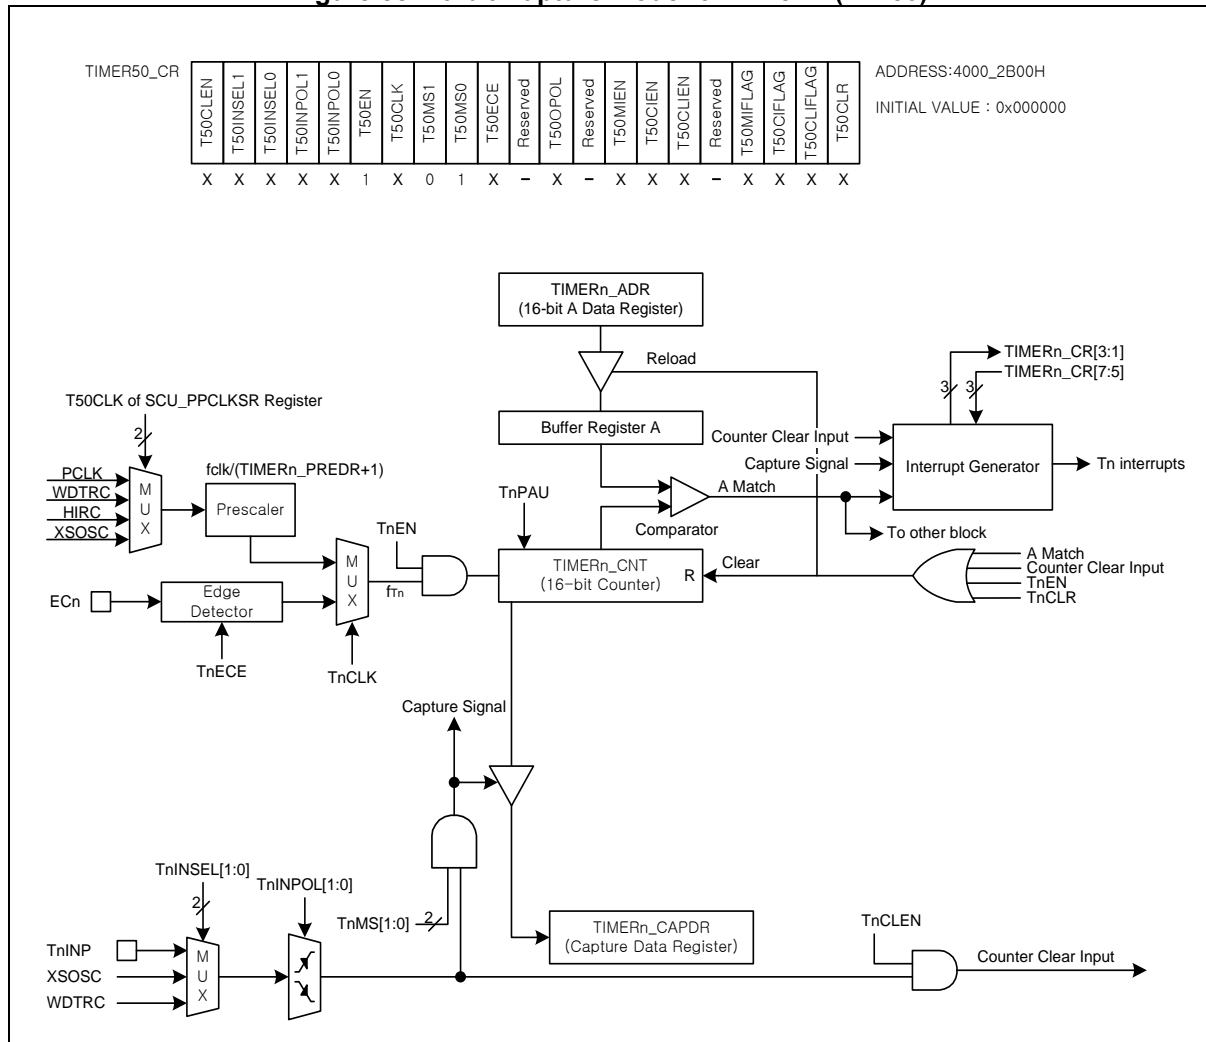 TIMER50_CR
T50CLEN
T50INSEL1
T50INSEL0
T50INPOL1
T50INPOL0
T50EN
T50CLK
T50MS1
T50MS0
T50ECE
Reserved
T50OPOL
Reserved
T50MIEN
T50CIEN
T50CLIEN
Reserved
T50MIFLAG
T50CIFLAG
T50CLIFLAG
T50CLR
ADDRESS:4000_2B00H
INITIAL VALUE : 0x000000
X X X X X 1 X 0 1 X – X – X X X – X X X X
TIMERn_ADR
(16-bit A Data Register)
Reload
Buffer Register A
TIMERn_CR[3:1]
TIMERn_CR[7:5]
3
3
Counter Clear Input
Capture Signal
A Match
Interrupt Generator
Tn interrupts
To other block
T50CLK of SCU_PPCLKSR Register
2
PCLK
WDTRC
HIRC
XSOSC
M
U
X
fclk/(TIMERn_PREDR+1)
Prescaler
ECn
Edge
Detector
TnECE
M
U
X
TnCLK
TnEN
fTn
TnPAU
Comparator
TIMERn_CNT
(16-bit Counter)
R
Clear
A Match
Counter Clear Input
TnEN
TnCLR
Capture Signal
TnMS[1:0]
2
TIMERn_CAPDR
(Capture Data Register)
TnINSEL[1:0]
2
TnINPOL[1:0]
TnINP
XSOSC
WDTRC
M
U
X
TnCLEN
Counter Clear Input